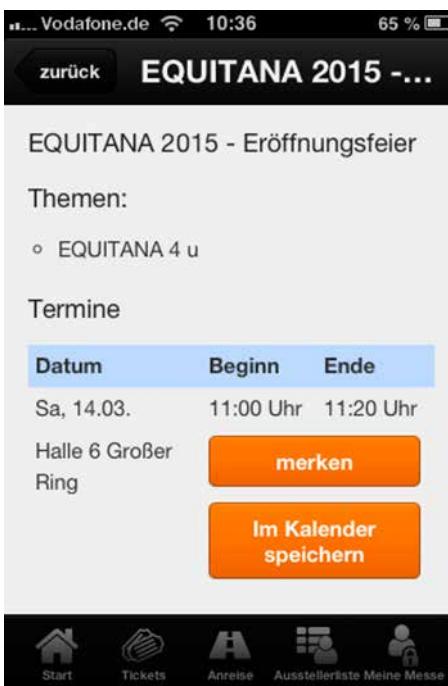 Vodafone.de 10:36 65 %
zurück EQUITANA 2015 -...
EQUITANA 2015 - Eröffnungsfeier
Themen:
EQUITANA 4 u
Termine
Datum Beginn Ende
Sa, 14.03. 11:00 Uhr 11:20 Uhr
Halle 6 Großer
Ring
merken
Im Kalender
speichern
Start Tickets Anreise Ausstellerliste Meine Messe